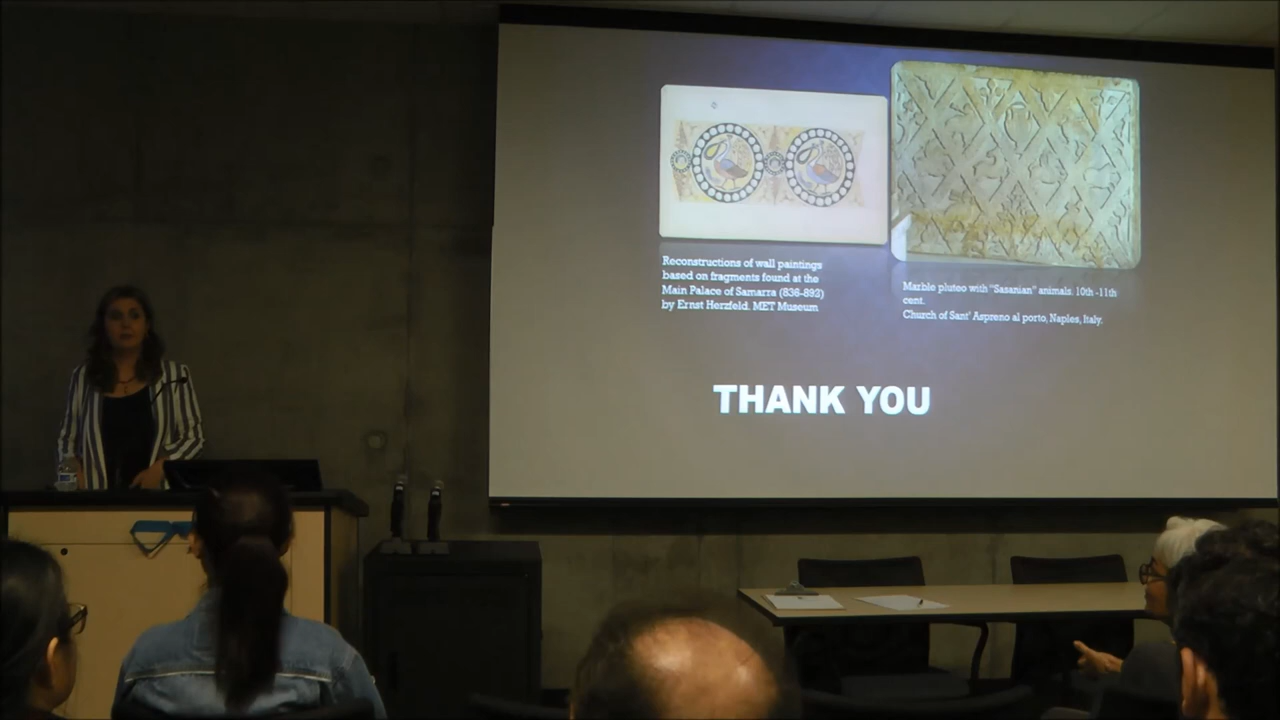 Reconstructions of wall paintings
based on fragments found at the
Main Palace of Samarra (836-892)
by Ernst Herzfeld. MET Museum
Marble pluteo with "Sasanian" animals. 10th -11th
cent.
Church of Sant' Aspreno al porto, Naples, Italy.
THANK YOU